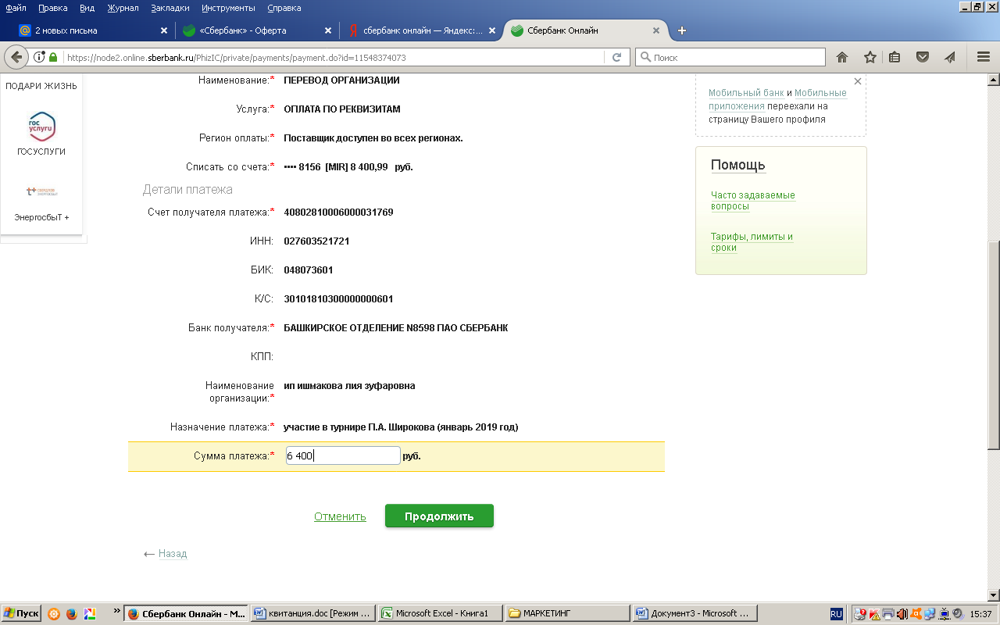 Файл Правка Вид Журнал Закладки Инструменты Справка
2 новых письма
«Сбербанк» - Оферта
сбербанк онлайн — Яндекс:...
Сбербанк Онлайн
https://node2.online.sberbank.ru/PhizIC/private/payments/payment.do?id=11548374073
Поиск
ПОДАРИ ЖИЗНЬ
гос
услуги
ГОСУСЛУГИ
ЭнергосбыТ +
Наименование:* ПЕРЕВОД ОРГАНИЗАЦИИ
Услуга:* ОПЛАТА ПО РЕКВИЗИТАМ
Регион оплаты:* Поставщик доступен во всех регионах.
Списать со счета:* •••• 8156 [MIR] 8 400,99 руб.
Детали платежа
Счет получателя платежа:* 40802810006000031769
ИНН: 027603521721
БИК: 048073601
К/С: 30101810300000000601
Банк получателя:* БАШКИРСКОЕ ОТДЕЛЕНИЕ N8598 ПАО СБЕРБАНК
КПП:
Наименование
организации:* ип ишмакова лия зуфаровна
Назначение платежа:* участие в турнире П.А. Широкова (январь 2019 год)
Сумма платежа:* 6 400 руб.
Отменить
Продолжить
← Назад
Мобильный банк и Мобильные
приложения переехали на
страницу Вашего профиля
Помощь
Часто задаваемые
вопросы
Тарифы, лимиты и
сроки
Пуск
»
Сбербанк Онлайн - M...
квитанция.doc [Режим ...
Microsoft Excel - Книга1
МАРКЕТИНГ
Документ3 - Microsoft ...
RU
15:37